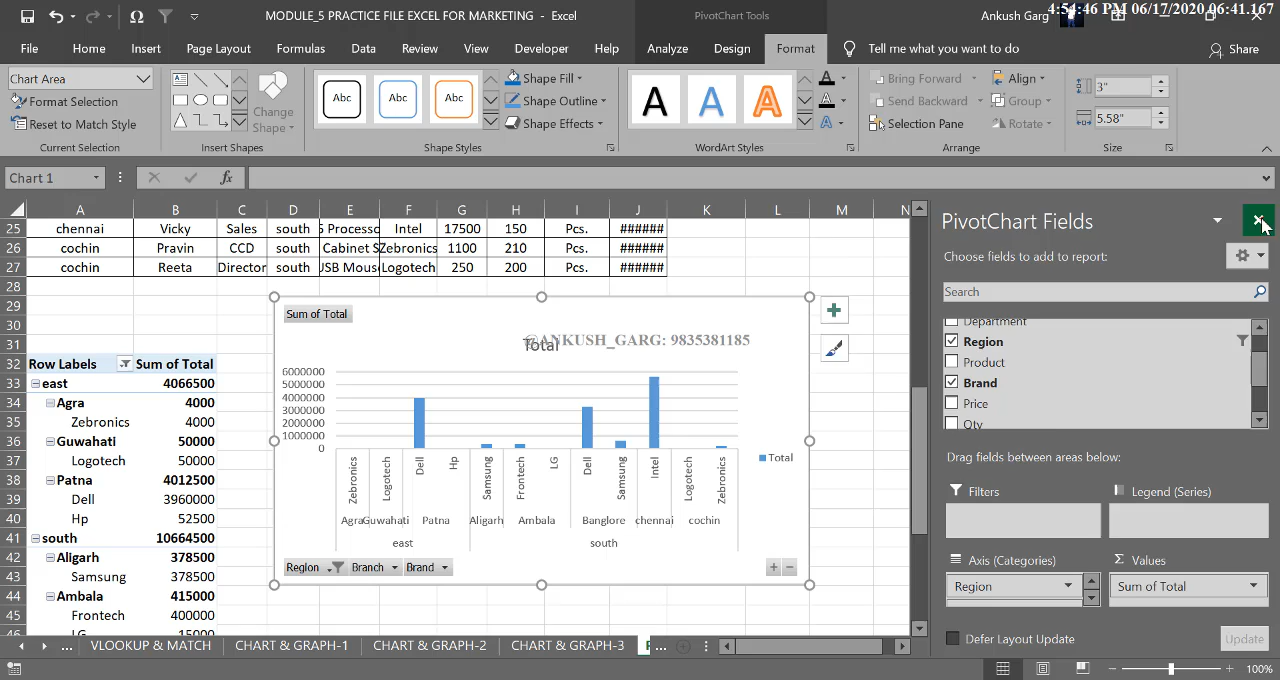 MODULE_5 PRACTICE FILE EXCEL FOR MARKETING - Excel
PivotChart Tools
Ankush Garg
4:54:46 PM 06/17/2020 06:41.167
File Home Insert Page Layout Formulas Data Review View Developer Help Analyze Design Format Tell me what you want to do Share
Chart Area
Format Selection
Reset to Match Style
Current Selection
Change
Shape
Insert Shapes
Abc Abc Abc
Shape Fill
Shape Outline
Shape Effects
Shape Styles
A A A
WordArt Styles
Bring Forward
Send Backward
Selection Pane
Align
Group
Rotate
Arrange
3"
5.58"
Size
Chart 1
fx
A B C D E F G H I J K L M N
25 chennai Vicky Sales south Processo Intel 17500 150 Pcs. ######
26 cochin Pravin CCD south Cabinet S Zebronics 1100 210 Pcs. ######
27 cochin Reeta Director south USB Mous Logotech 250 200 Pcs. ######
28
29
30
31
32 Row Labels Sum of Total
33 east 4066500
34 Agra 4000
35 Zebronics 4000
36 Guwahati 50000
37 Logotech 50000
38 Patna 4012500
39 Dell 3960000
40 Hp 52500
41 south 10664500
42 Aligarh 378500
43 Samsung 378500
44 Ambala 415000
45 Frontech 400000
46 LG 15000
Sum of Total
@ANKUSH_GARG: 9835381185
Total
6000000
5000000
4000000
3000000
2000000
1000000
0
Zebronics Logotech Dell Hp Samsung Frontech LG Dell Samsung Intel Logotech Zebronics
Agra Guwahati Patna Aligarh Ambala Banglore chennai cochin
east south
Total
Region Branch Brand
PivotChart Fields
Choose fields to add to report:
Search
Department
Region
Product
Brand
Price
Qty
Drag fields between areas below:
Filters
Legend (Series)
Axis (Categories)
Region
Σ Values
Sum of Total
Defer Layout Update
Update
... VLOOKUP & MATCH CHART & GRAPH-1 CHART & GRAPH-2 CHART & GRAPH-3 ...
100%